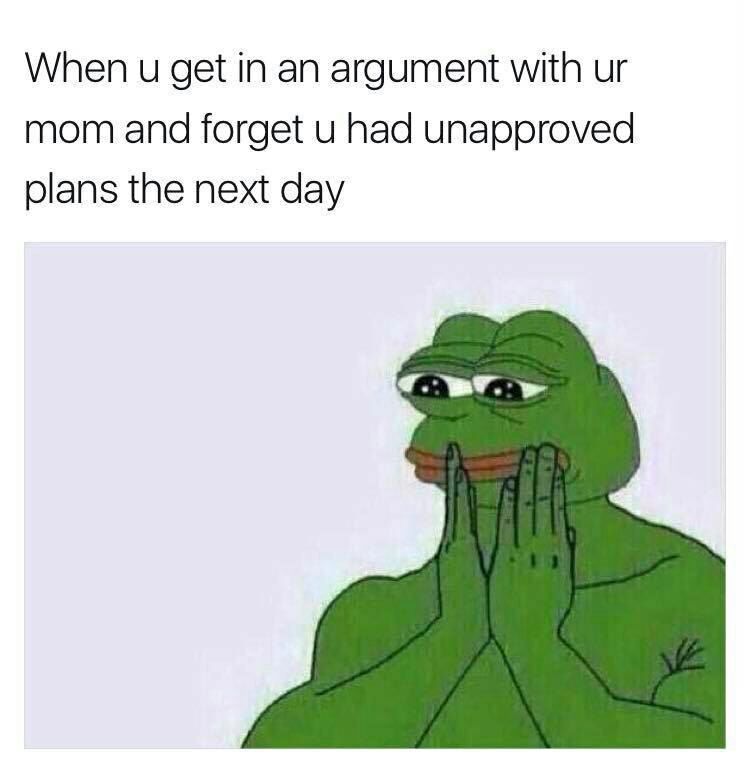 When u get in an argument with ur
mom and forget u had unapproved
plans the next day